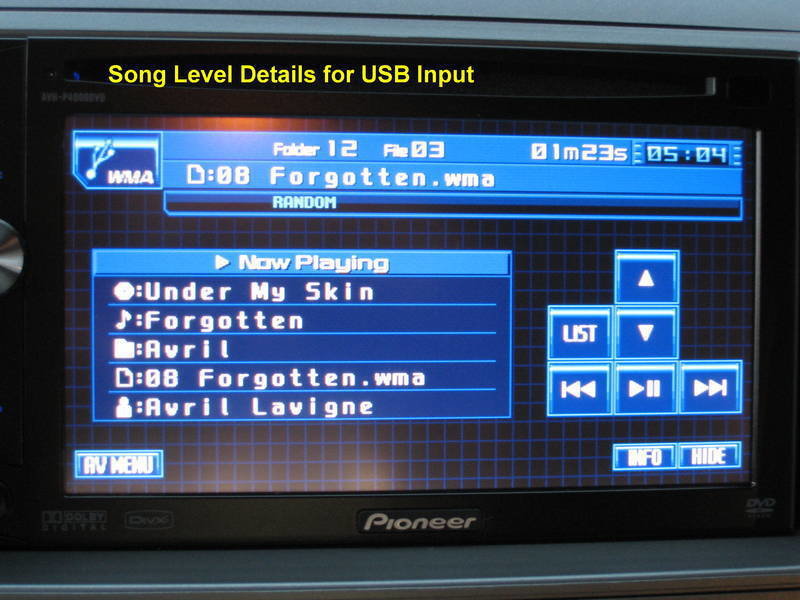 Song Level Details for USB Input
AVH-P4000DVD
Folder 12 File 03 01m23s 05:04
WMA :08 Forgotten.wma
RANDOM
Now Playing
:Under My Skin
:Forgotten
:Avril
:08 Forgotten.wma
:Avril Lavigne
LIST
AV MENU
INFO HIDE
DOLBY
DIGITAL
DivX
Pioneer
DVD